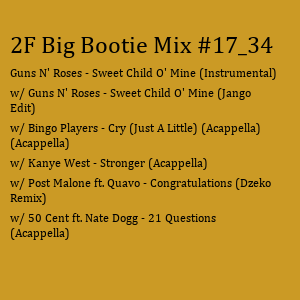 2F Big Bootie Mix #17_34
Guns N' Roses - Sweet Child O' Mine (Instrumental)
w/ Guns N' Roses - Sweet Child O' Mine (Jango
Edit)
w/ Bingo Players - Cry (Just A Little) (Acappella)
(Acappella)
w/ Kanye West - Stronger (Acappella)
w/ Post Malone ft. Quavo - Congratulations (Dzeko
Remix)
w/ 50 Cent ft. Nate Dogg - 21 Questions
(Acappella)